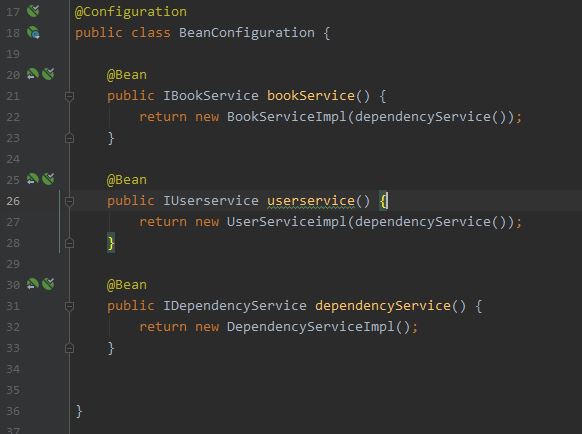 17 @Configuration
18 public class BeanConfiguration {
19
20 @Bean
21 public IBookService bookService() {
22 return new BookServiceImpl(dependencyService());
23 }
24
25 @Bean
26 public IUserservice userservice() {
27 return new UserServiceimpl(dependencyService());
28 }
29
30 @Bean
31 public IDependencyService dependencyService() {
32 return new DependencyServiceImpl();
33 }
34
35
36 }
37